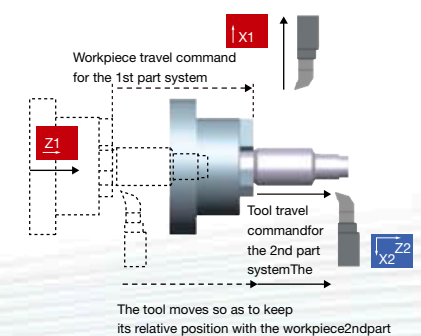 X1
Workpiece travel command
for the 1st part system
Z1
Tool travel
commandfor
the 2nd part
systemThe
Z2
X2
The tool moves so as to keep
its relative position with the workpiece2ndpart